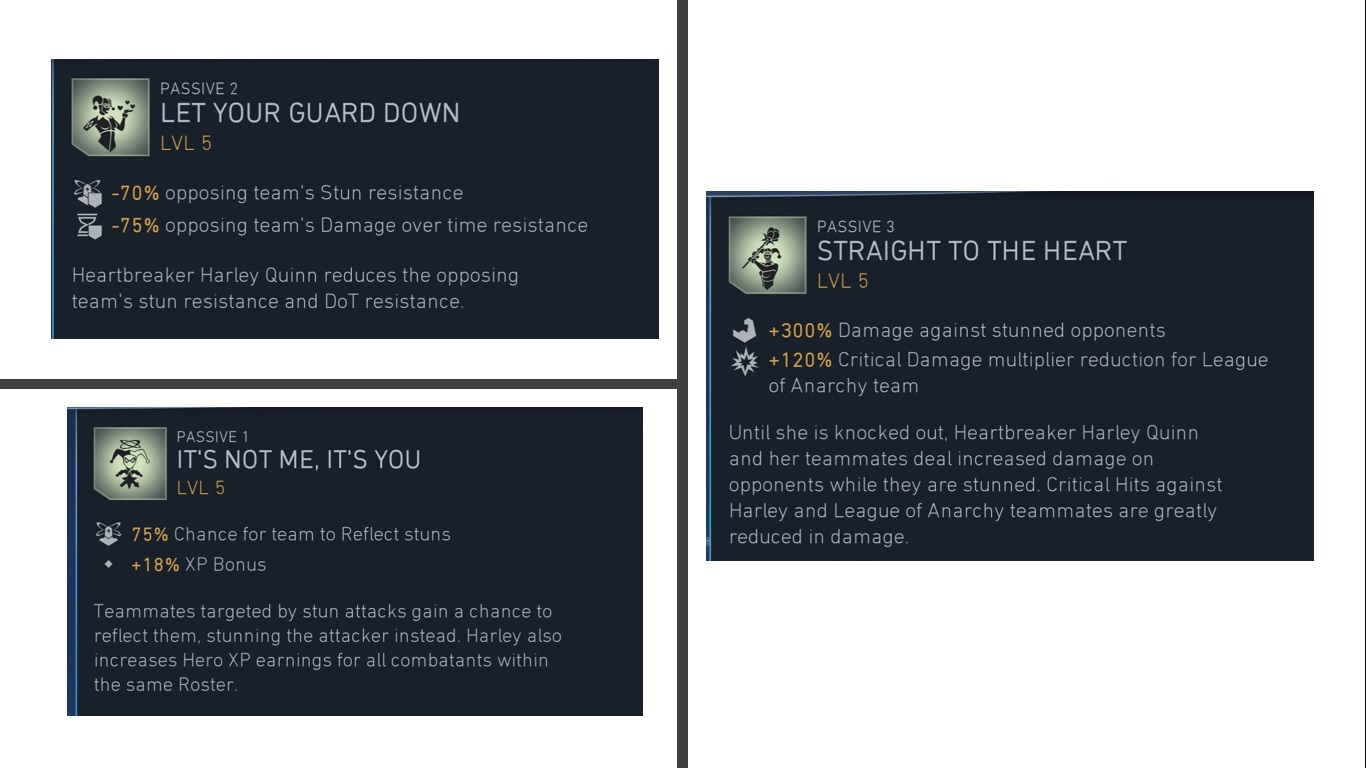 PASSIVE 2
LET YOUR GUARD DOWN
LVL 5
-70% opposing team's Stun resistance
-75% opposing team's Damage over time resistance
Heartbreaker Harley Quinn reduces the opposing
team's stun resistance and DoT resistance.
PASSIVE 1
IT'S NOT ME, IT'S YOU
LVL 5
75% Chance for team to Reflect stuns
+18% XP Bonus
Teammates targeted by stun attacks gain a chance to
reflect them, stunning the attacker instead. Harley also
increases Hero XP earnings for all combatants within
the same Roster.
PASSIVE 3
STRAIGHT TO THE HEART
LVL 5
+300% Damage against stunned opponents
+120% Critical Damage multiplier reduction for League
of Anarchy team
Until she is knocked out, Heartbreaker Harley Quinn
and her teammates deal increased damage on
opponents while they are stunned. Critical Hits against
Harley and League of Anarchy teammates are greatly
reduced in damage.